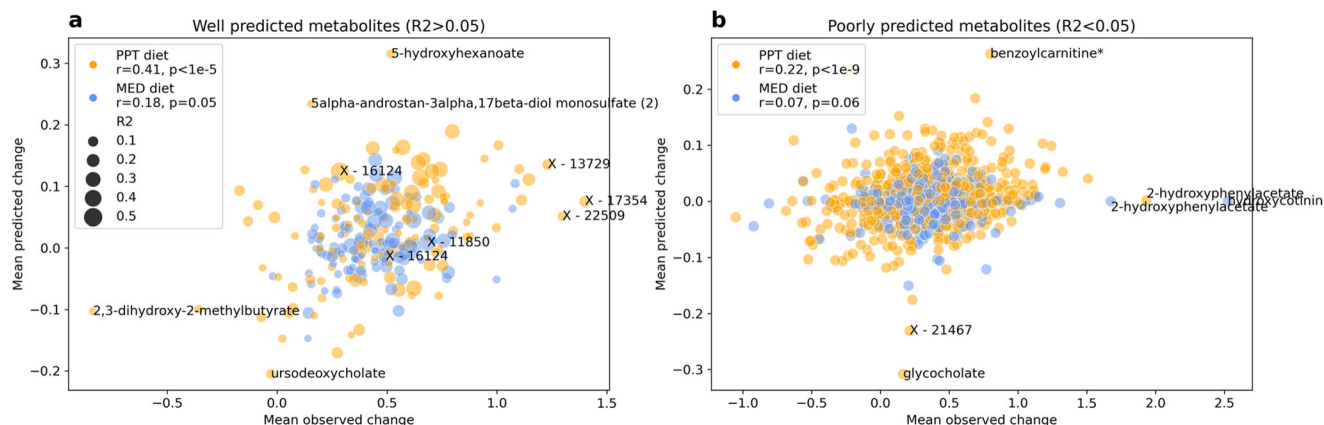 a
Well predicted metabolites (R2>0.05)
PPT diet
r=0.41, p<1e-5
MED diet
r=0.18, p=0.05
R2
0.1
0.2
0.3
0.4
0.5
5-hydroxyhexanoate
5alpha-androstan-3alpha,17beta-diol monosulfate (2)
X - 16124
X - 13729
X - 17354
X - 22509
X - 11850
X - 16124
2,3-dihydroxy-2-methylbutyrate
ursodeoxycholate
0.3
0.2
0.1
0.0
−0.1
−0.2
Mean predicted change
−0.5
0.0
0.5
1.0
1.5
Mean observed change
b
Poorly predicted metabolites (R2<0.05)
PPT diet
r=0.22, p<1e-9
MED diet
r=0.07, p=0.06
benzoylcarnitine*
2-hydroxyphenylacetate
2-hydroxyphenylacetate
hydroxycotinin
X - 21467
glycocholate
0.2
0.1
0.0
−0.1
−0.2
−0.3
Mean predicted change
−1.0
−0.5
0.0
0.5
1.0
1.5
2.0
2.5
Mean observed change